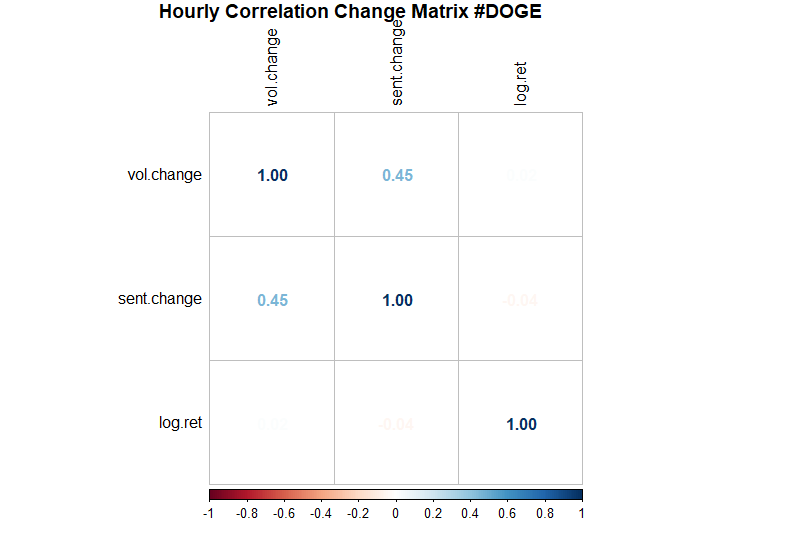 Hourly Correlation Change Matrix #DOGE
vol.change sent.change log.ret
vol.change 1.00 0.45
sent.change 0.45 1.00 -0.04
log.ret -0.04 1.00
-1 -0.8 -0.6 -0.4 -0.2 0 0.2 0.4 0.6 0.8 1